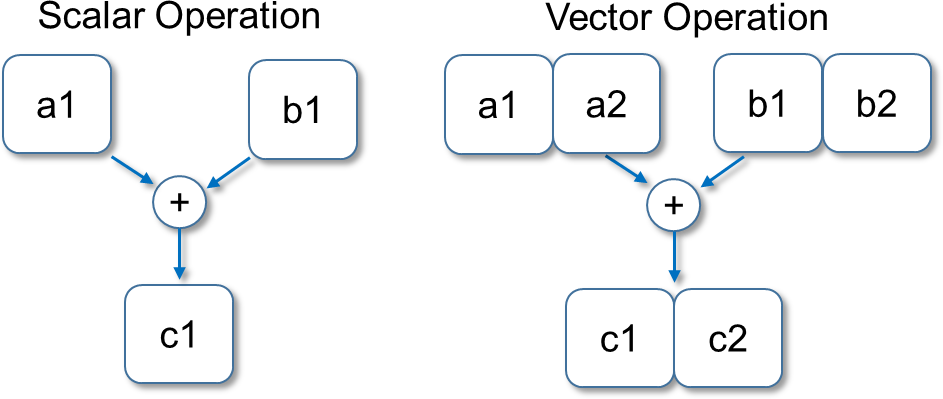 Scalar Operation
a1
b1
+
c1
Vector Operation
a1 a2
b1 b2
+
c1 c2